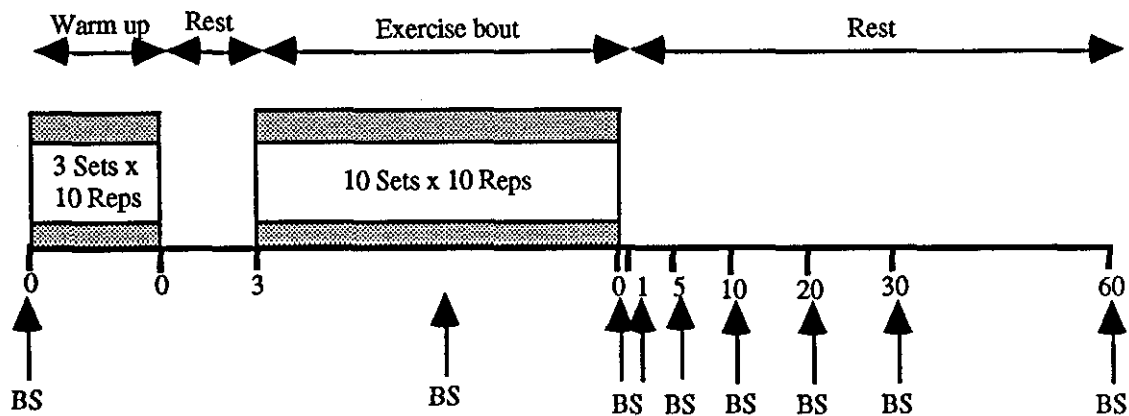 Warm up Rest Exercise bout Rest
3 Sets x
10 Reps
10 Sets x 10 Reps
0 0 3 0 1 5 10 20 30 60
BS BS BS BS BS BS BS BS